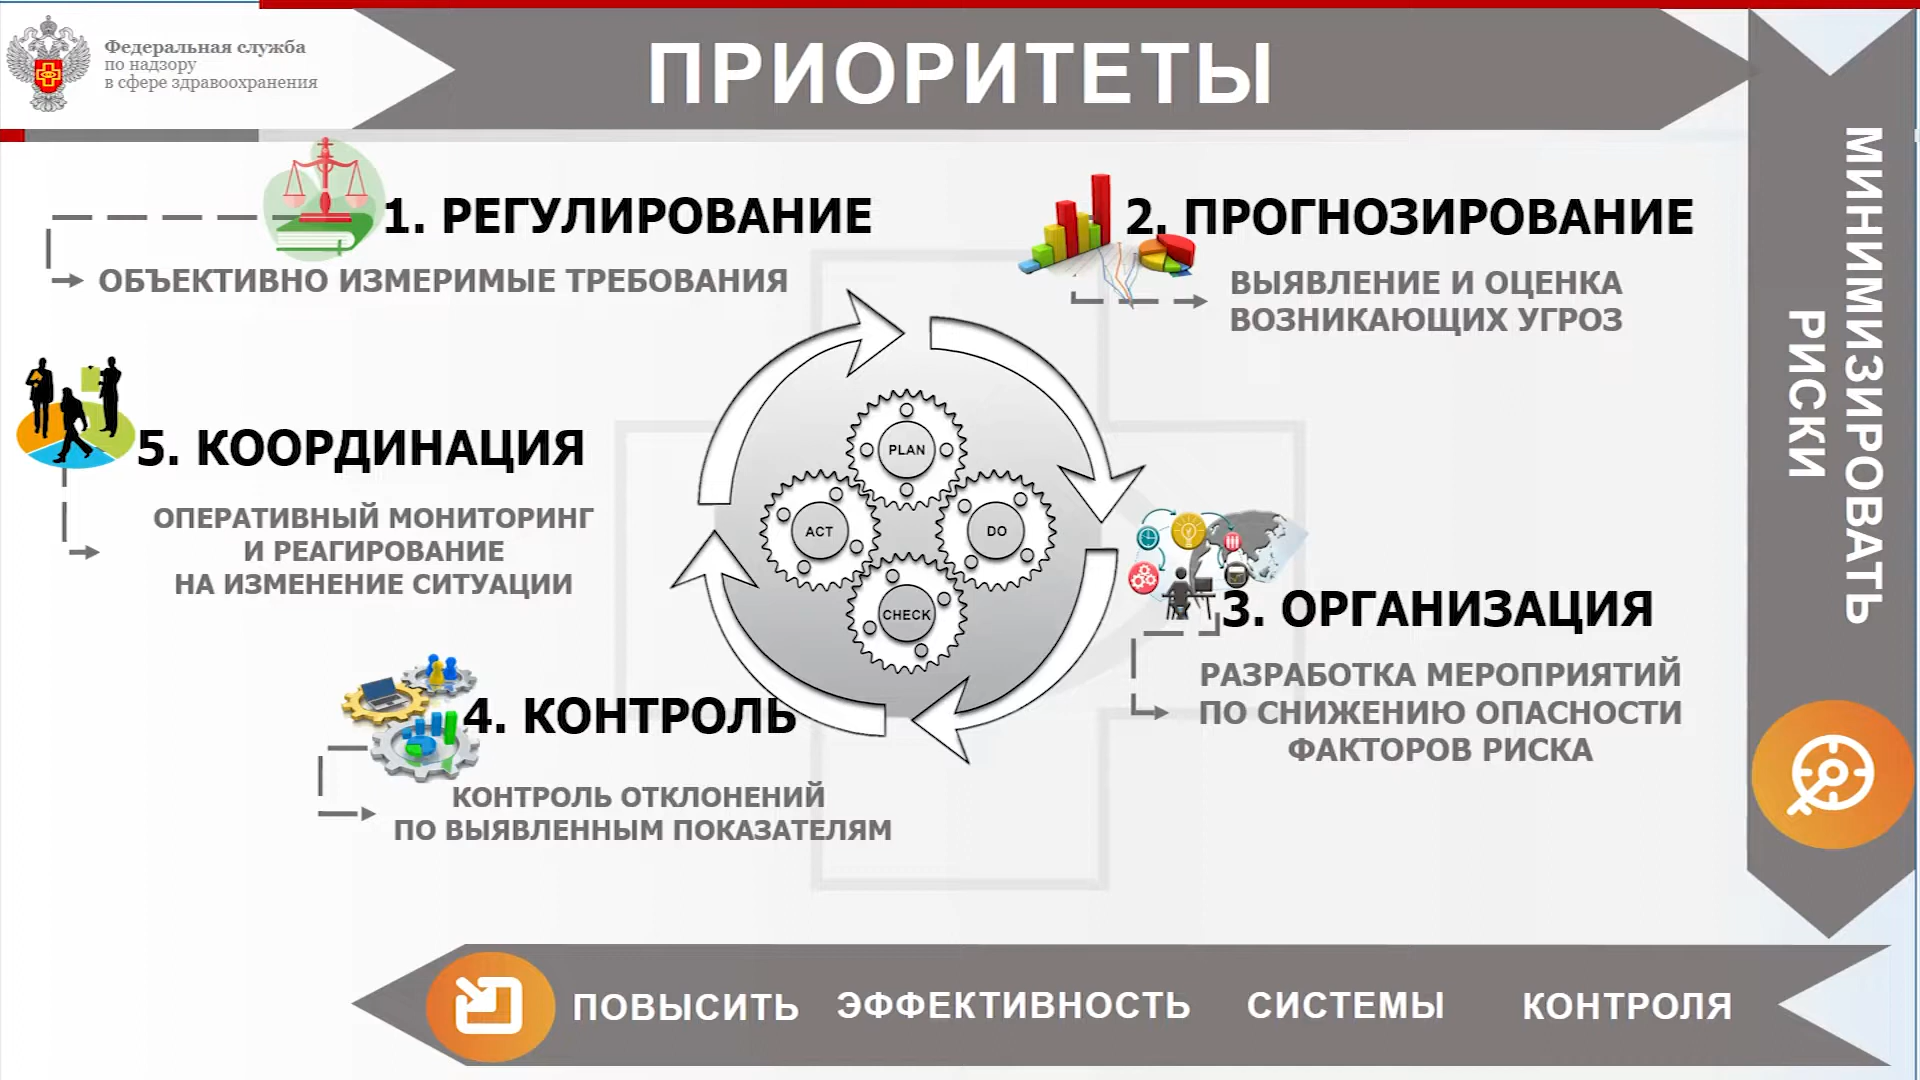 Федеральная служба
по надзору
в сфере здравоохранения
ПРИОРИТЕТЫ
МИНИМИЗИРОВАТЬ
РИСКИ
1. РЕГУЛИРОВАНИЕ
ОБЪЕКТИВНО ИЗМЕРИМЫЕ ТРЕБОВАНИЯ
2. ПРОГНОЗИРОВАНИЕ
ВЫЯВЛЕНИЕ И ОЦЕНКА
ВОЗНИКАЮЩИХ УГРОЗ
5. КООРДИНАЦИЯ
ОПЕРАТИВНЫЙ МОНИТОРИНГ
И РЕАГИРОВАНИЕ
НА ИЗМЕНЕНИЕ СИТУАЦИИ
PLAN
ACT
DO
CHECK
3. ОРГАНИЗАЦИЯ
РАЗРАБОТКА МЕРОПРИЯТИЙ
ПО СНИЖЕНИЮ ОПАСНОСТИ
ФАКТОРОВ РИСКА
4. КОНТРОЛЬ
КОНТРОЛЬ ОТКЛОНЕНИЙ
ПО ВЫЯВЛЕННЫМ ПОКАЗАТЕЛЯМ
ПОВЫСИТЬ ЭФФЕКТИВНОСТЬ СИСТЕМЫ КОНТРОЛЯ